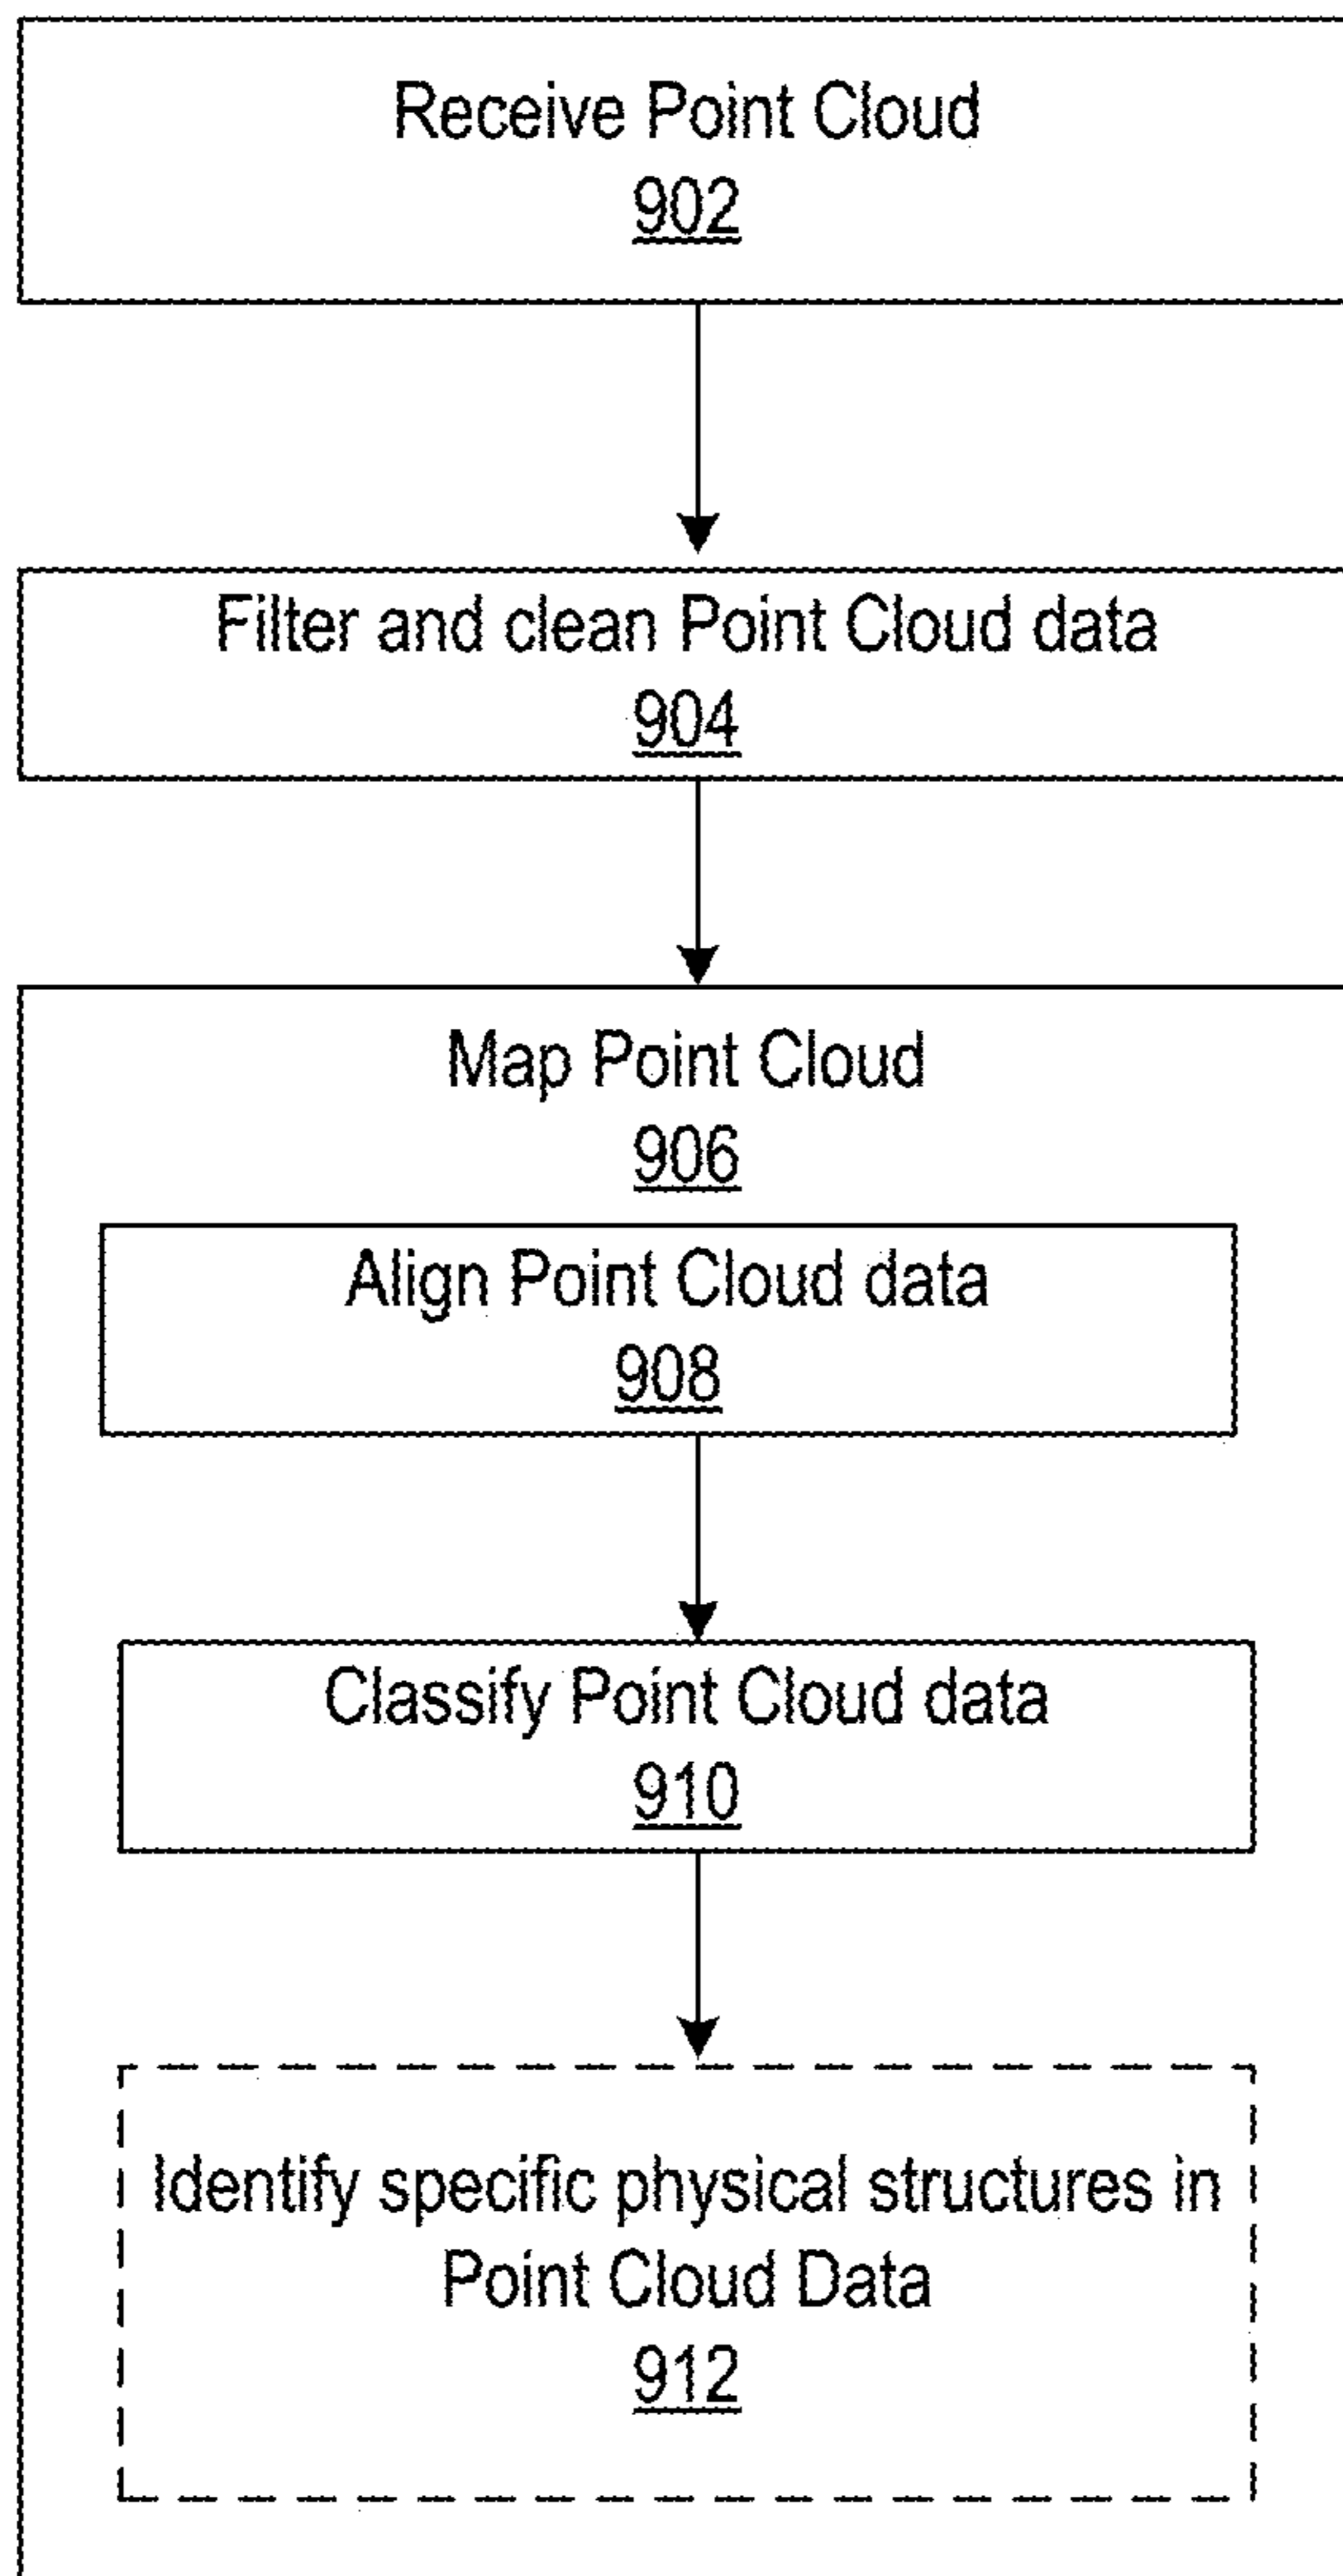 Receive Point Cloud
902
Filter and clean Point Cloud data
904
Map Point Cloud
906
Align Point Cloud data
908
Classify Point Cloud data
910
Identify specific physical structures in
Point Cloud Data
912